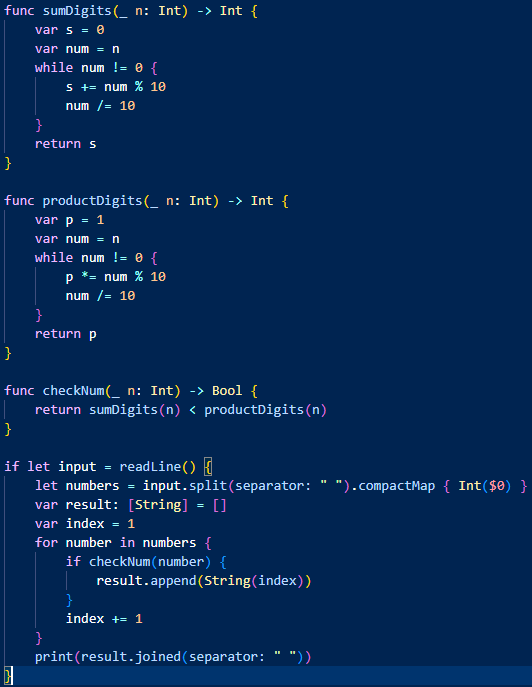 func sumDigits(_ n: Int) -> Int {
    var s = 0
    var num = n
    while num != 0 {
        s += num % 10
        num /= 10
    }
    return s
}

func productDigits(_ n: Int) -> Int {
    var p = 1
    var num = n
    while num != 0 {
        p *= num % 10
        num /= 10
    }
    return p
}

func checkNum(_ n: Int) -> Bool {
    return sumDigits(n) < productDigits(n)
}

if let input = readLine() {
    let numbers = input.split(separator: " ").compactMap { Int($0) }
    var result: [String] = []
    var index = 1
    for number in numbers {
        if checkNum(number) {
            result.append(String(index))
        }
        index += 1
    }
    print(result.joined(separator: " "))
}